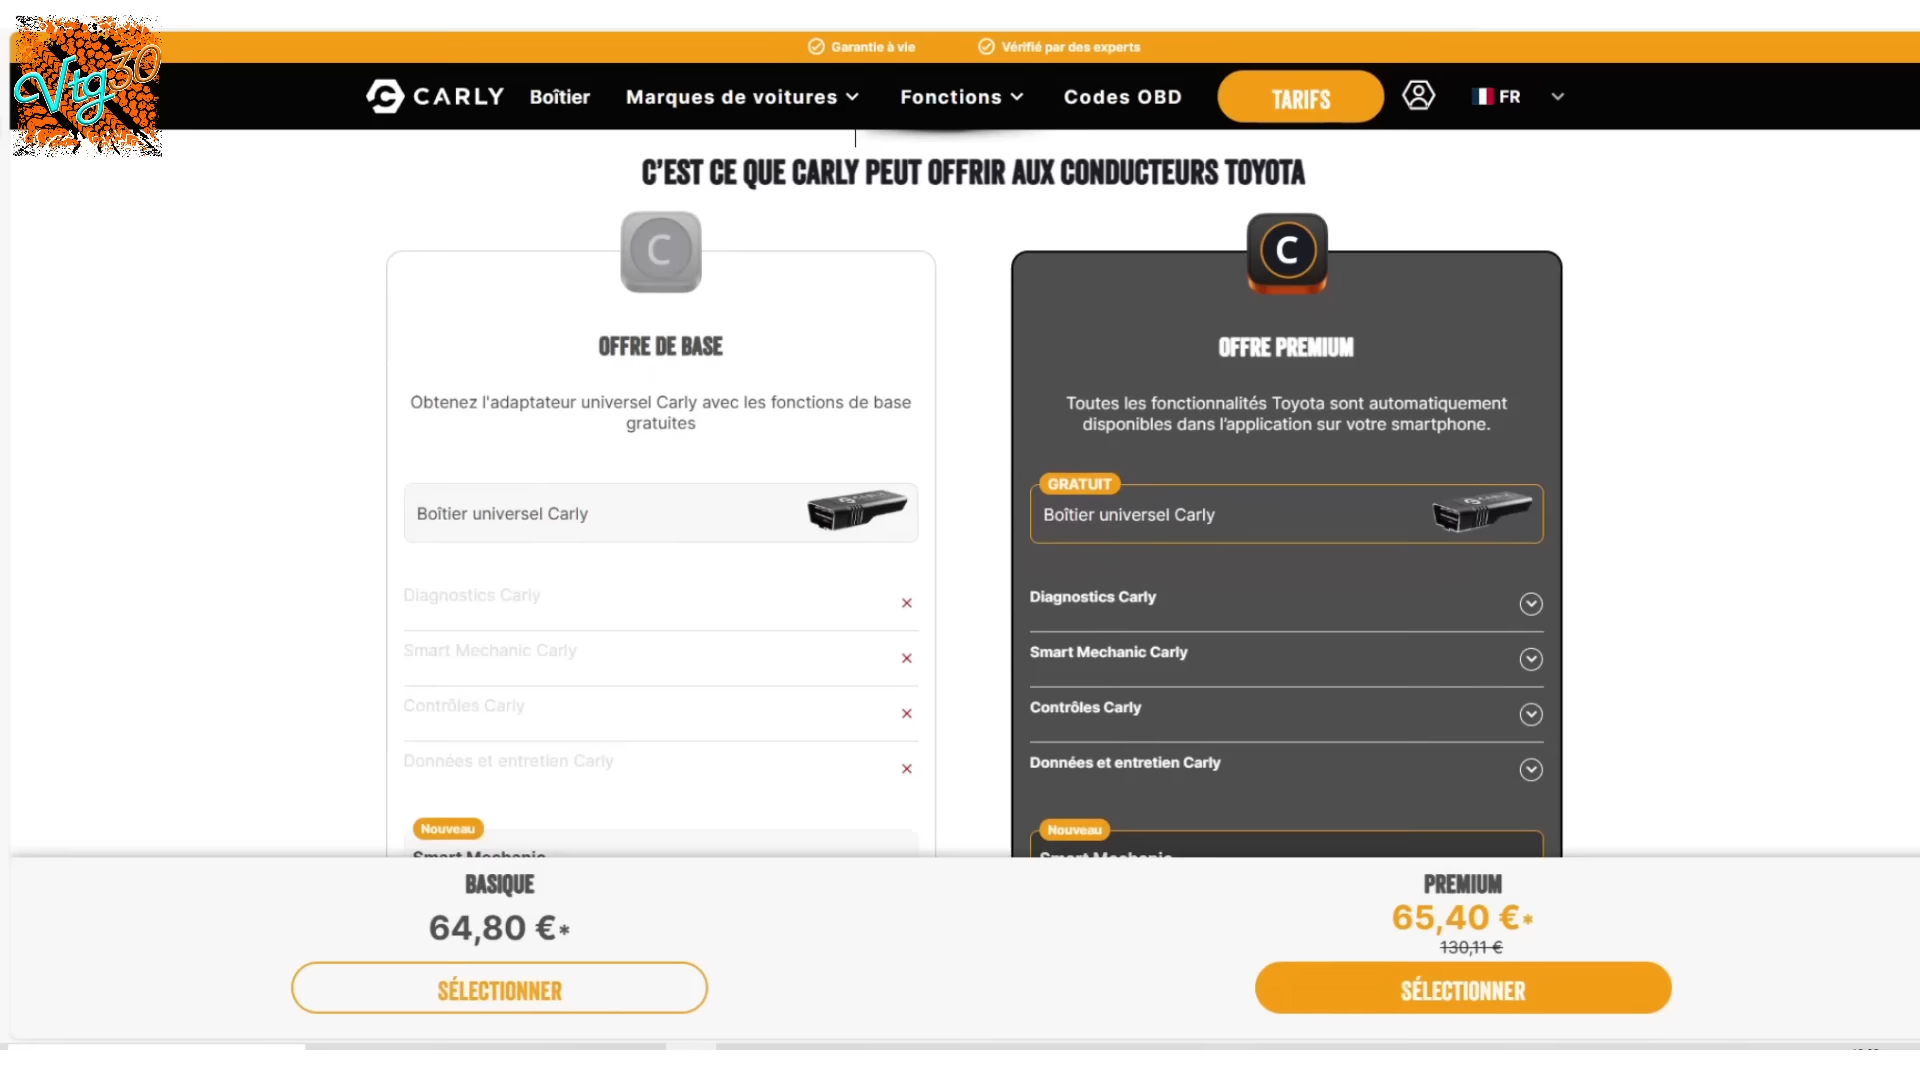 Vtg30
Garantie à vie
Vérifié par des experts
CARLY
Boîtier
Marques de voitures
Fonctions
Codes OBD
TARIFS
FR
C'EST CE QUE CARLY PEUT OFFRIR AUX CONDUCTEURS TOYOTA
C
OFFRE DE BASE
Obtenez l'adaptateur universel Carly avec les fonctions de base
gratuites
Boîtier universel Carly
Diagnostics Carly
Smart Mechanic Carly
Contrôles Carly
Données et entretien Carly
Nouveau
Smart Mechanic
C
OFFRE PREMIUM
Toutes les fonctionnalités Toyota sont automatiquement
disponibles dans l'application sur votre smartphone.
GRATUIT
Boîtier universel Carly
Diagnostics Carly
Smart Mechanic Carly
Contrôles Carly
Données et entretien Carly
Nouveau
Smart Mechanic
BASIQUE
64,80 €*
SÉLECTIONNER
PREMIUM
65,40 €*
130,11 €
SÉLECTIONNER